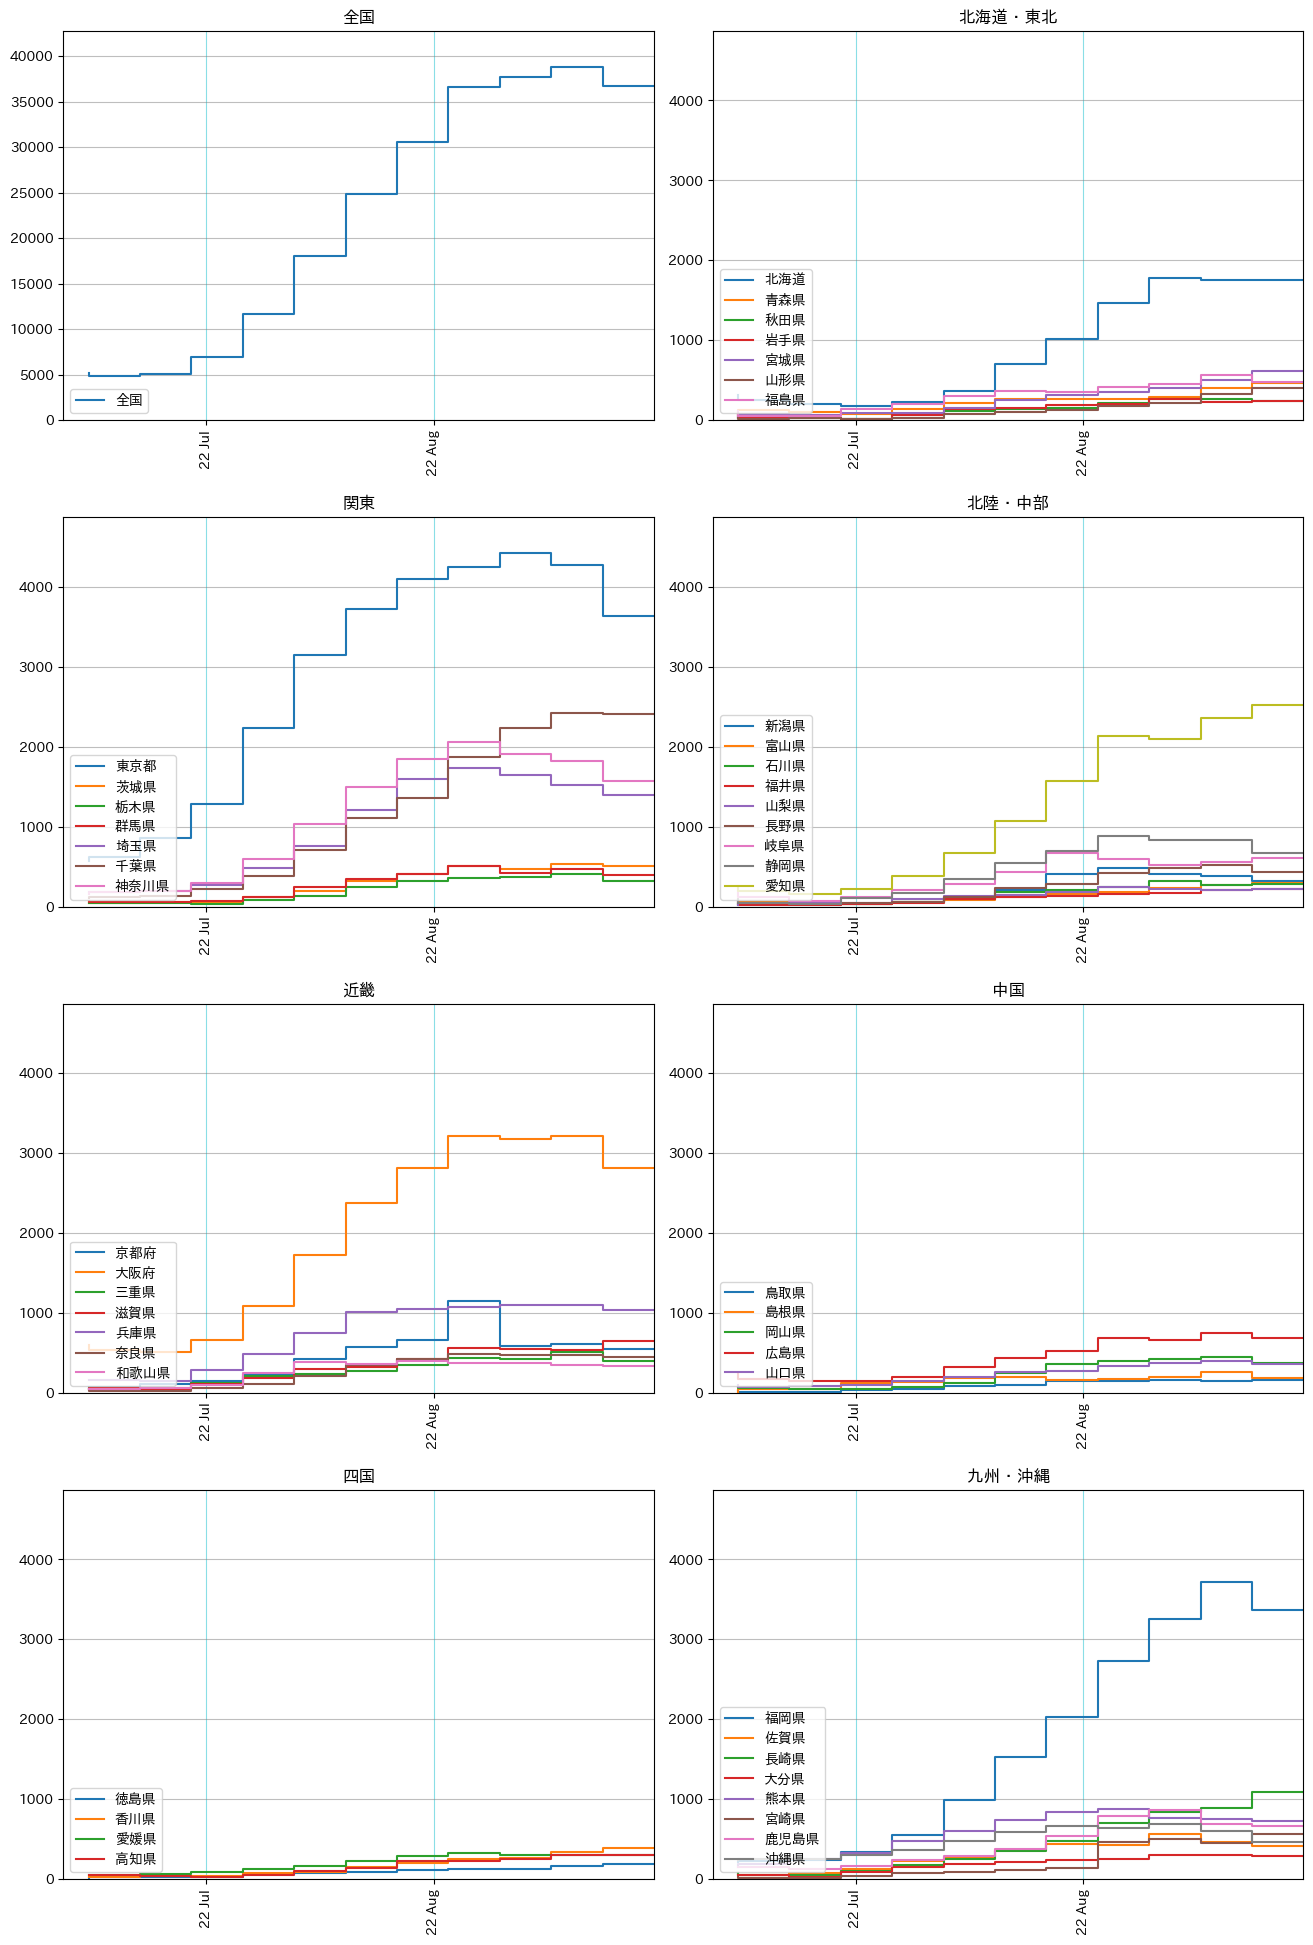 全国
40000
35000
30000
25000
20000
15000
10000
5000
0
全国
22 Jul
22 Aug
北海道・東北
4000
3000
2000
1000
0
北海道
青森県
秋田県
岩手県
宮城県
山形県
福島県
22 Jul
22 Aug
関東
4000
3000
2000
1000
0
東京都
茨城県
栃木県
群馬県
埼玉県
千葉県
神奈川県
22 Jul
22 Aug
北陸・中部
4000
3000
2000
1000
0
新潟県
富山県
石川県
福井県
山梨県
長野県
岐阜県
静岡県
愛知県
22 Jul
22 Aug
近畿
4000
3000
2000
1000
0
京都府
大阪府
三重県
滋賀県
兵庫県
奈良県
和歌山県
22 Jul
22 Aug
中国
4000
3000
2000
1000
0
鳥取県
島根県
岡山県
広島県
山口県
22 Jul
22 Aug
四国
4000
3000
2000
1000
0
徳島県
香川県
愛媛県
高知県
22 Jul
22 Aug
九州・沖縄
4000
3000
2000
1000
0
福岡県
佐賀県
長崎県
大分県
熊本県
宮崎県
鹿児島県
沖縄県
22 Jul
22 Aug